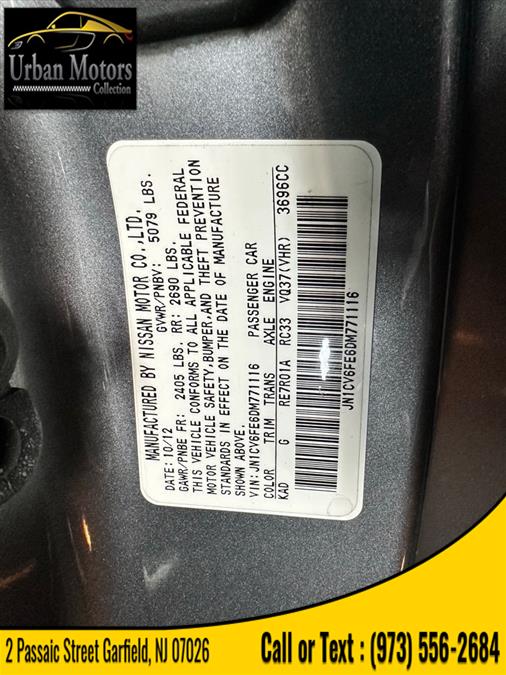 Urban Motors
Collection
MANUFACTURED BY NISSAN MOTOR CO.,LTD.
GVWR/PNBV: 5079 LBS.
DATE: 10/12
GAWR/PNBE FR: 2405 LBS. RR: 2690 LBS.
THIS VEHICLE CONFORMS TO ALL APPLICABLE FEDERAL
MOTOR VEHICLE SAFETY,BUMPER,AND THEFT PREVENTION
STANDARDS IN EFFECT ON THE DATE OF MANUFACTURE
SHOWN ABOVE.
VIN:JN1CV6FE6DM771116 PASSENGER CAR
COLOR TRIM TRANS AXLE ENGINE
KAD G RE7R01A RC33 VQ37(VHR) 3696CC
JN1CV6FE6DM771116
2 Passaic Street Garfield, NJ 07026
Call or Text : (973) 556-2684